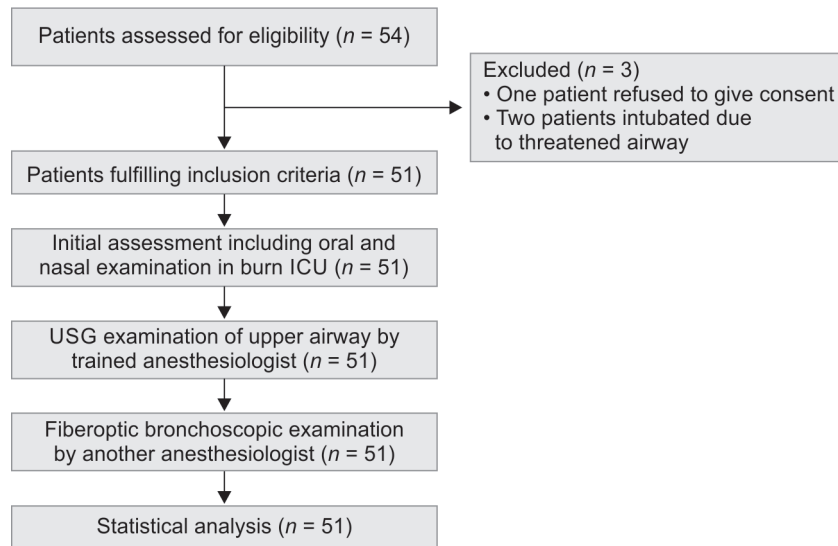 Patients assessed for eligibility (n = 54)
Excluded (n = 3)
• One patient refused to give consent
• Two patients intubated due
to threatened airway
Patients fulfilling inclusion criteria (n = 51)
Initial assessment including oral and
nasal examination in burn ICU (n = 51)
USG examination of upper airway by
trained anesthesiologist (n = 51)
Fiberoptic bronchoscopic examination
by another anesthesiologist (n = 51)
Statistical analysis (n = 51)